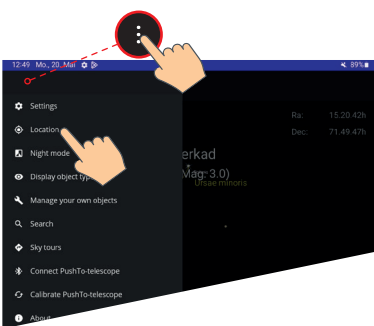 12:49 Mo., 20. Mai 89%
Settings
Location
Ra: 15.20.42h
Dec: 71.49.47h
Night mode
erkad
Display object typ
Mag: 3.0)
Ursae minoris
Manage your own objects
Search
Sky tours
Connect PushTo-telescope
Calibrate PushTo-telescope
About